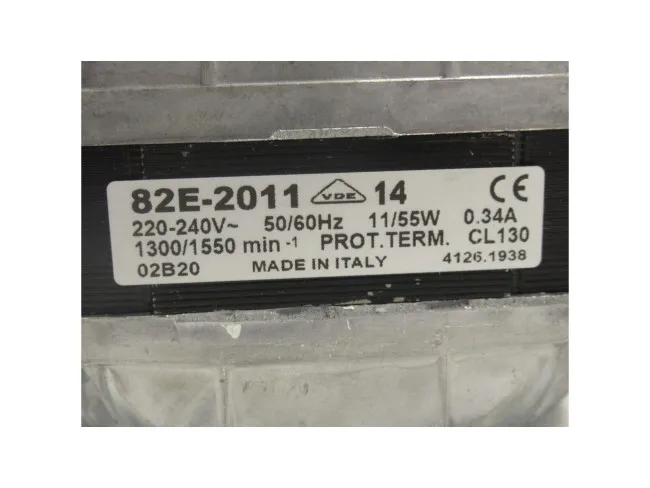 82E-2011 VDE 14 CE
220-240V~ 50/60Hz 11/55W 0.34A
1300/1550 min -1 PROT.TERM. CL130
02B20 MADE IN ITALY 4126.1938